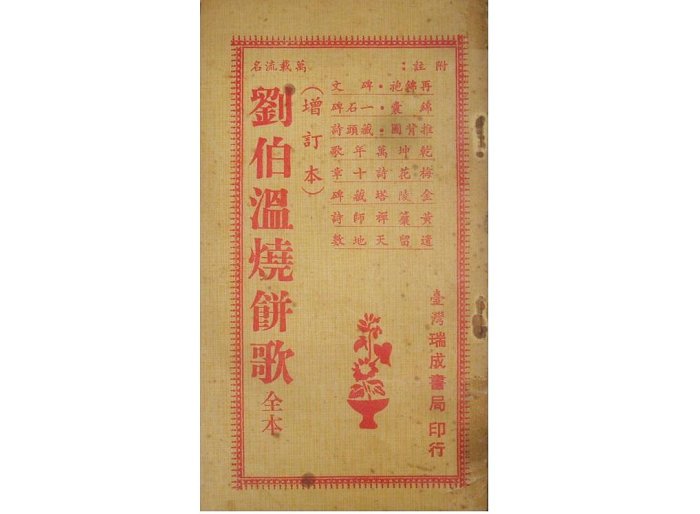 附註:
再錦袍・碑文
綿囊・一石碑
推背圖・藏頭詩
乾坤萬年歌
梅花詩十章
金陵塔藏碑
黃蘗禪師詩
遺留天地數
臺灣瑞成書局印行
(增訂本)
萬載流名
劉伯溫燒餅歌全本